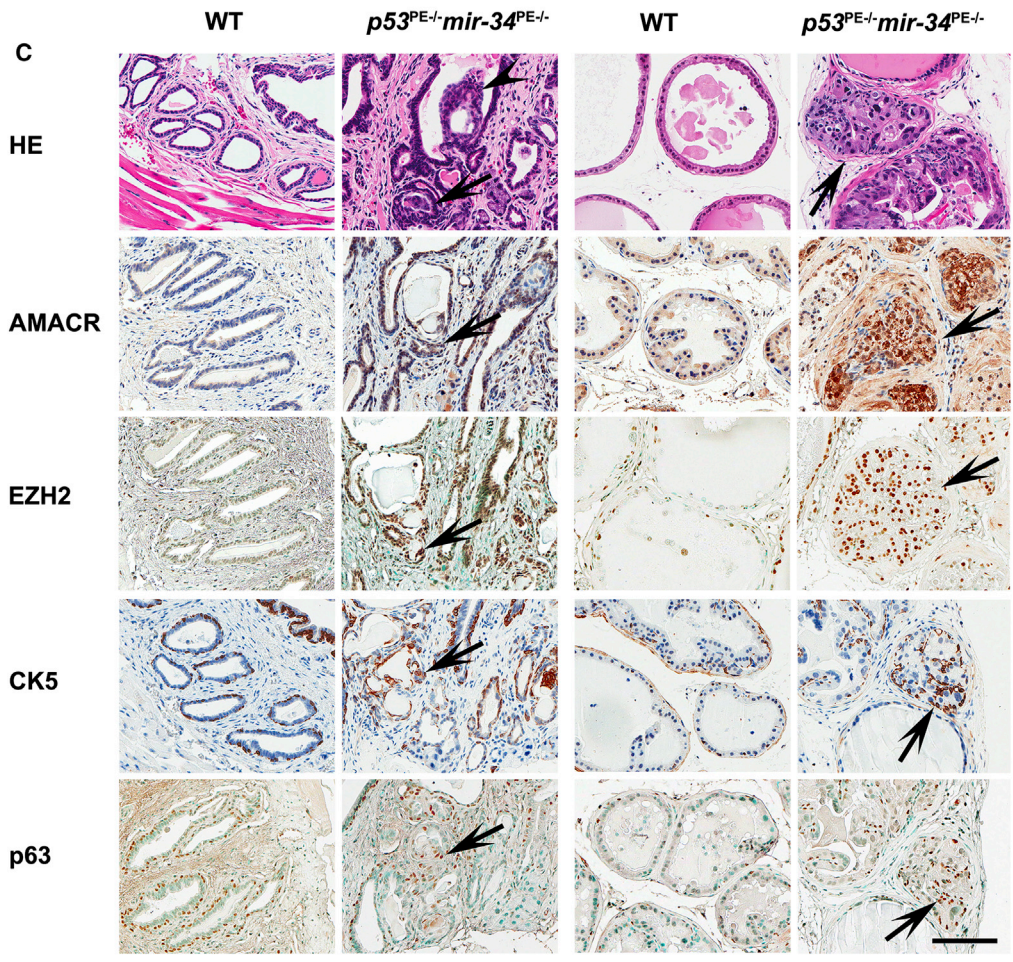 WT p53PE-/-mir-34PE-/- WT p53PE-/-mir-34PE-/-
C
HE
AMACR
EZH2
CK5
p63